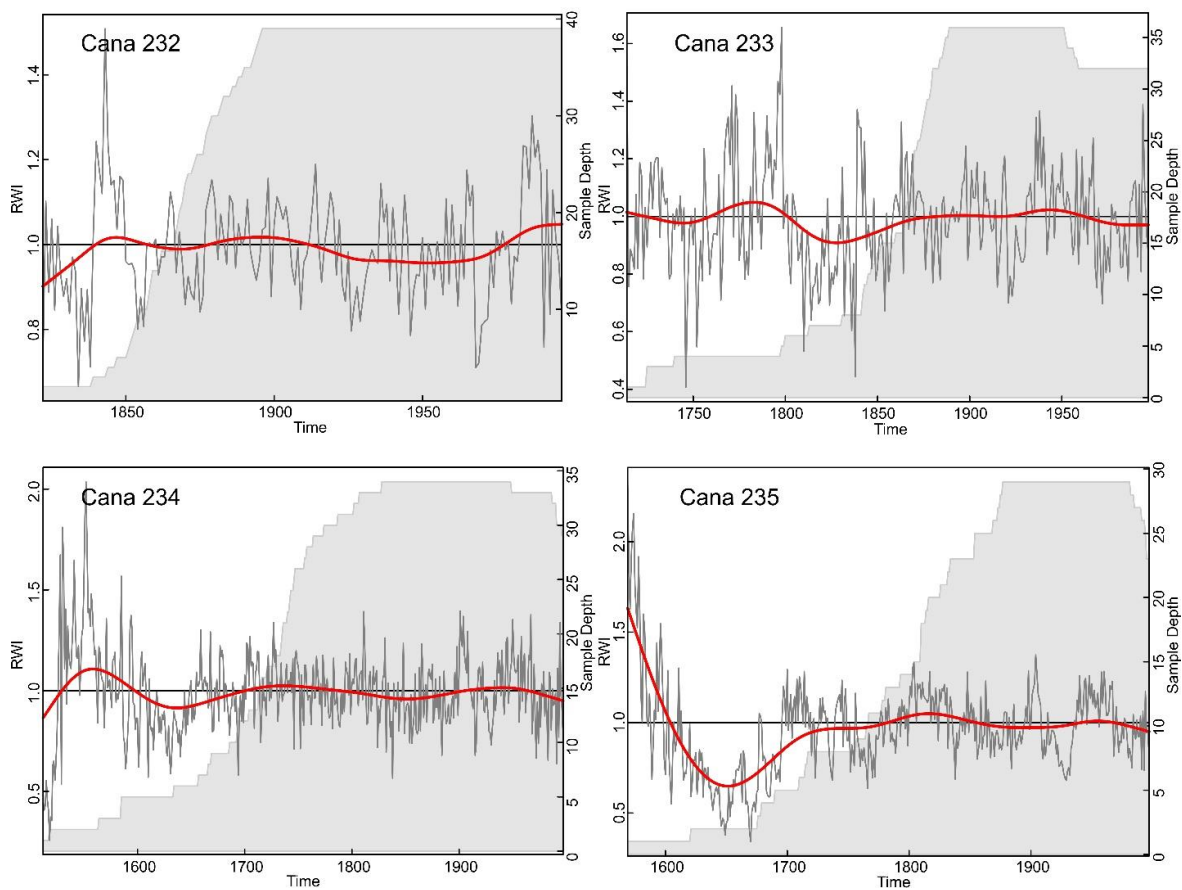 Cana 232
RWI
0.8 1.0 1.2 1.4
1850 1900 1950
Time
10 20 30 40
Sample Depth
Cana 233
RWI
0.4 0.6 0.8 1.0 1.2 1.4 1.6
1750 1800 1850 1900 1950
Time
0 5 10 15 20 25 30 35
Sample Depth
Cana 234
RWI
0.5 1.0 1.5 2.0
1600 1700 1800 1900
Time
0 5 10 15 20 25 30 35
Sample Depth
Cana 235
RWI
0.5 1.0 1.5 2.0
1600 1700 1800 1900
Time
0 5 10 15 20 25 30
Sample Depth